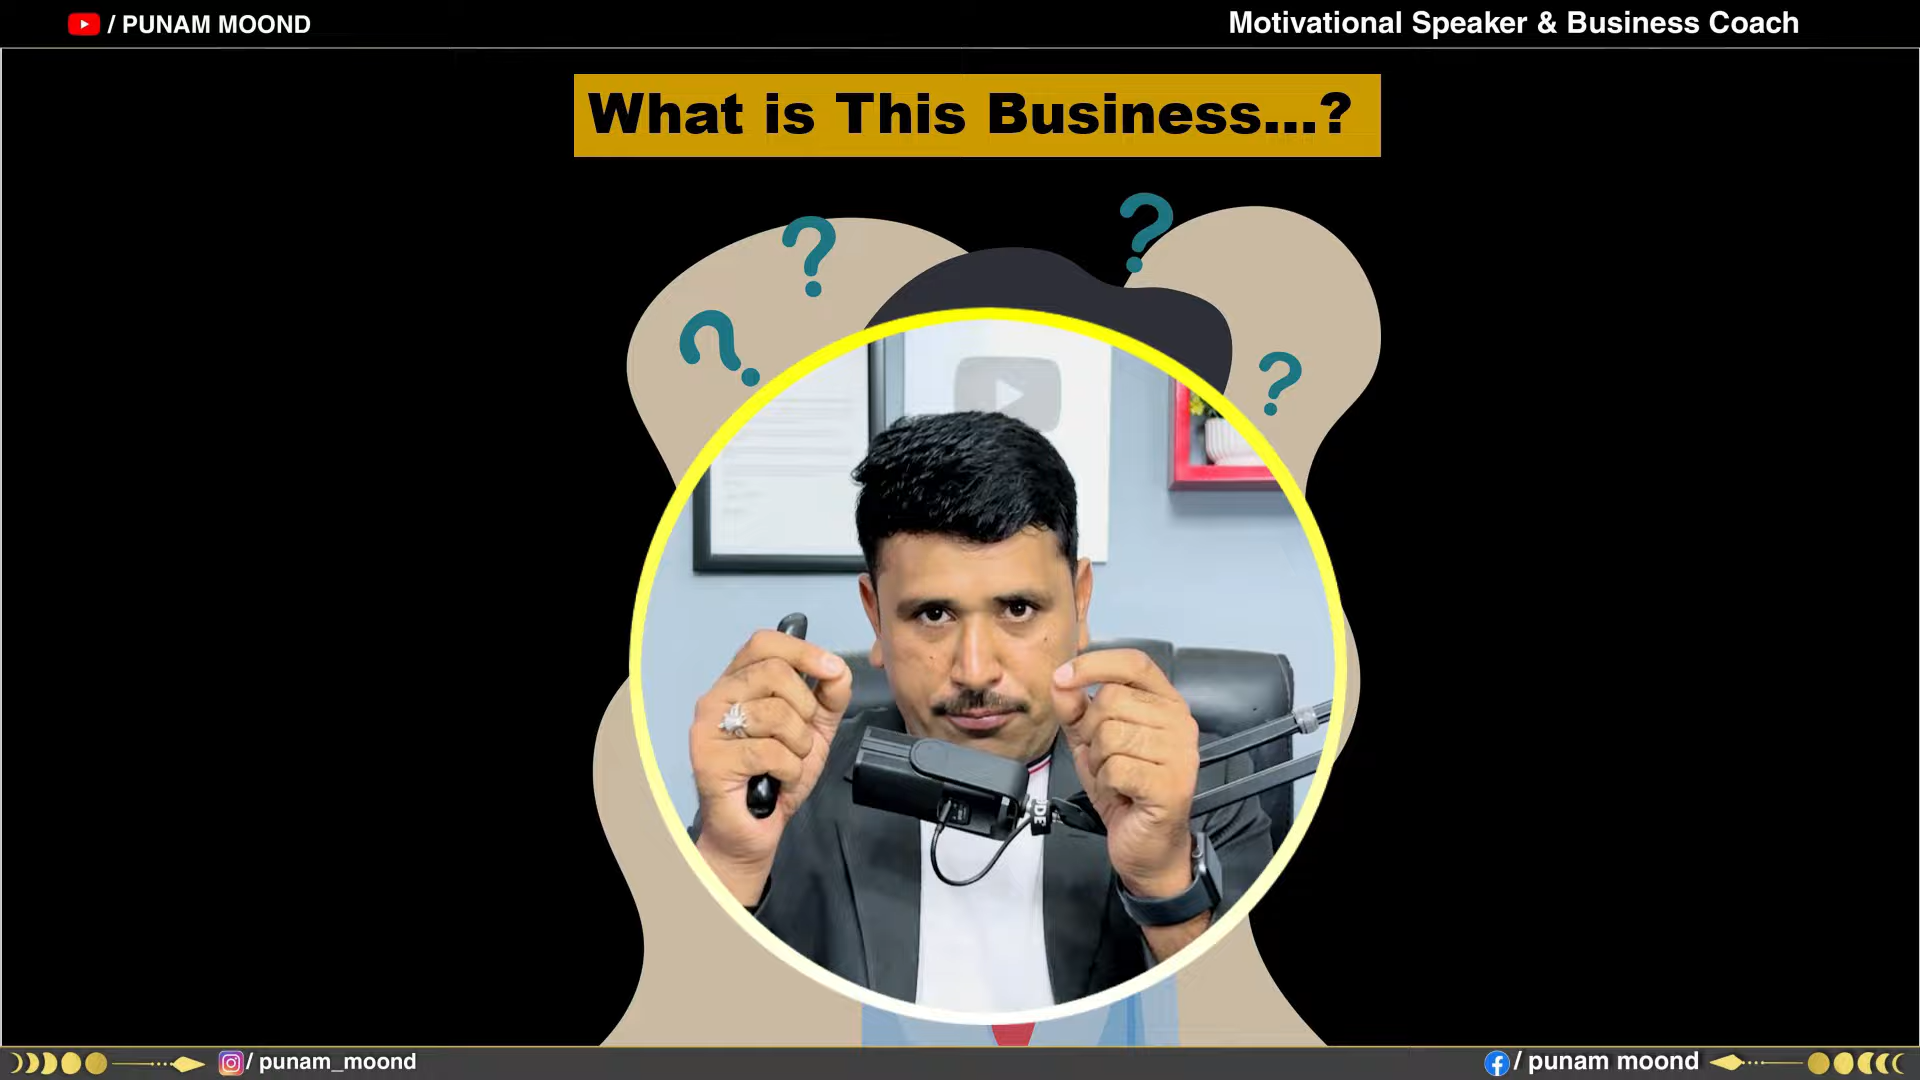 / PUNAM MOOND
Motivational Speaker & Business Coach
What is This Business...?
/ punam_moond
/ punam moond